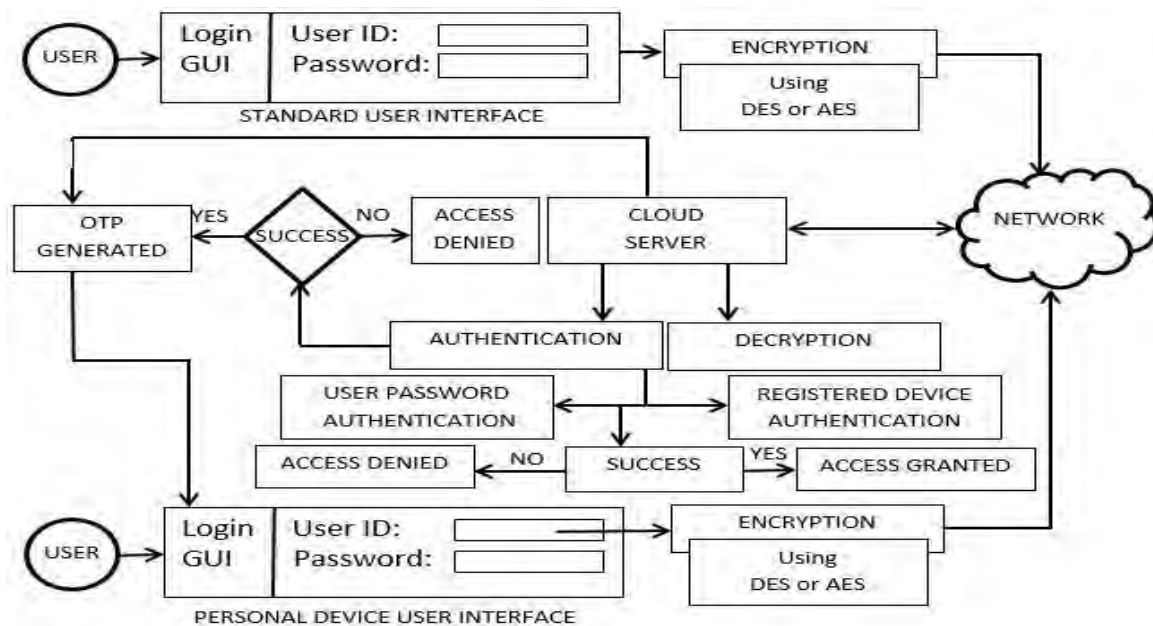 USER
Login
GUI
User ID:
Password:
STANDARD USER INTERFACE
ENCRYPTION
Using
DES or AES
OTP
GENERATED
YES
SUCCESS
NO
ACCESS
DENIED
CLOUD
SERVER
NETWORK
AUTHENTICATION
DECRYPTION
USER PASSWORD
AUTHENTICATION
REGISTERED DEVICE
AUTHENTICATION
ACCESS DENIED
NO
SUCCESS
YES
ACCESS GRANTED
USER
Login
GUI
User ID:
Password:
PERSONAL DEVICE USER INTERFACE
ENCRYPTION
Using
DES or AES